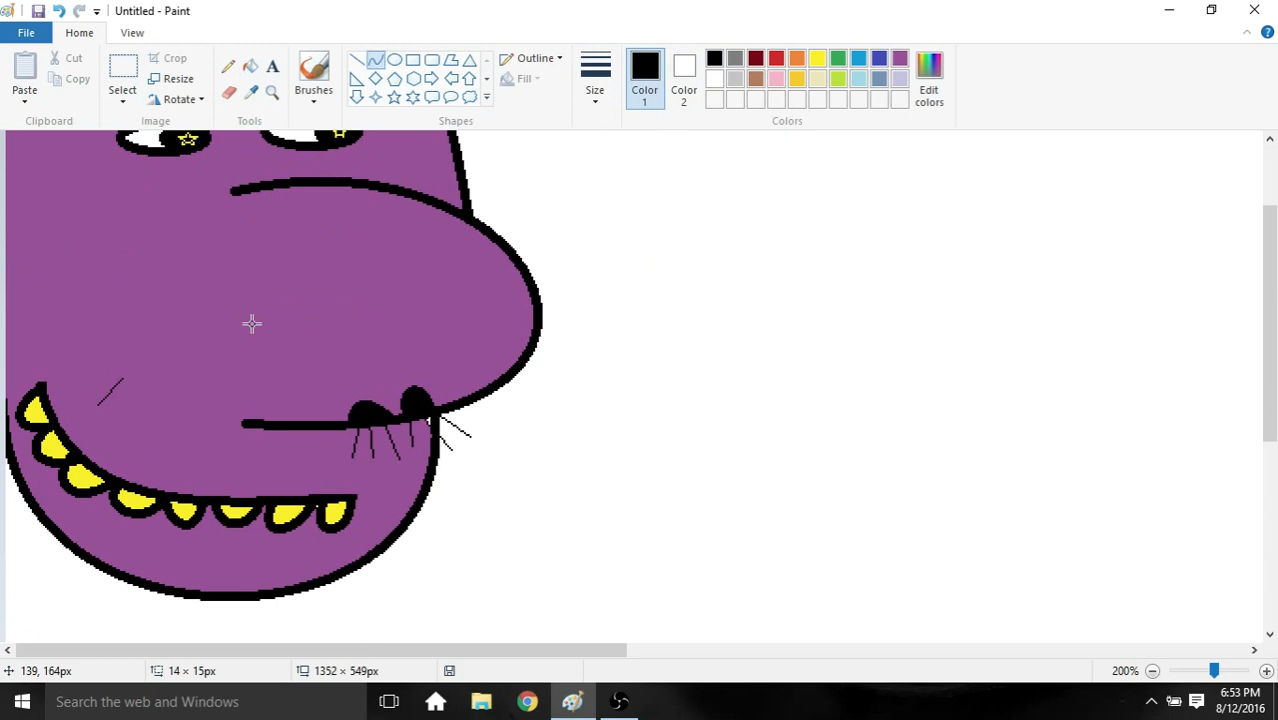 Untitled - Paint
File Home View
Paste
Cut
Copy
Clipboard
Select
Crop
Resize
Rotate
Image
A
Tools
Brushes
Outline
Fill
Shapes
Size
Color 1
Color 2
Edit colors
Colors
139, 164px 14 × 15px 1352 × 549px 200%
Search the web and Windows
6:53 PM
8/12/2016